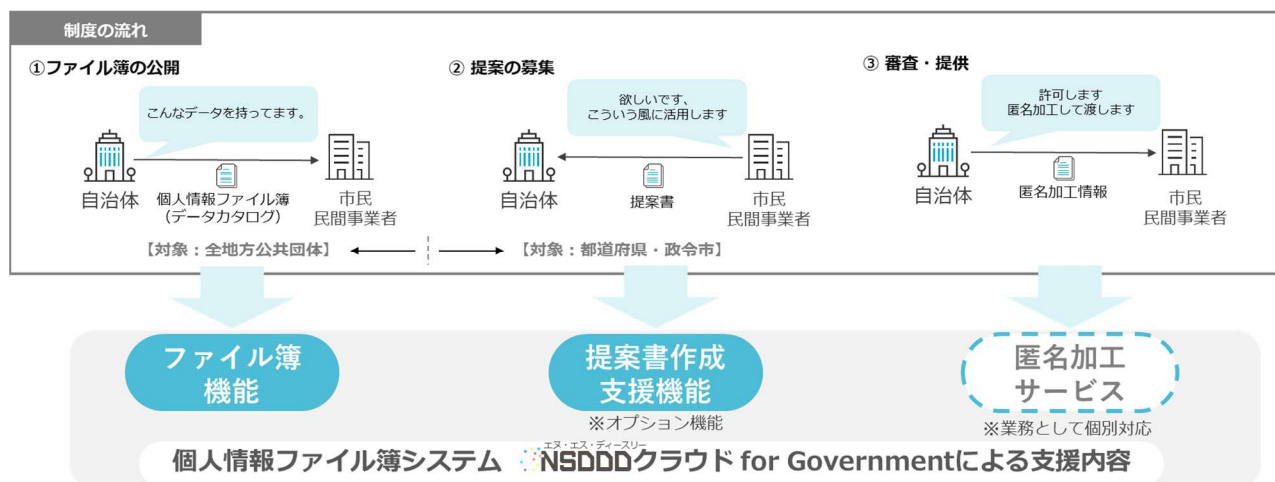 制度の流れ
①ファイル簿の公開
こんなデータを持ってます。
自治体
個人情報ファイル簿
(データカタログ)
市民
民間事業者
② 提案の募集
欲しいです、
こういう風に活用します
自治体
提案書
市民
民間事業者
③ 審査・提供
許可します
匿名加工して渡します
自治体
匿名加工情報
市民
民間事業者
【対象：全地方公共団体】
【対象：都道府県・政令市】
ファイル簿
機能
提案書作成
支援機能
※オプション機能
匿名加工
サービス
※業務として個別対応
エヌ・エス・ディースリー
個人情報ファイル簿システム NSDDDクラウド for Governmentによる支援内容